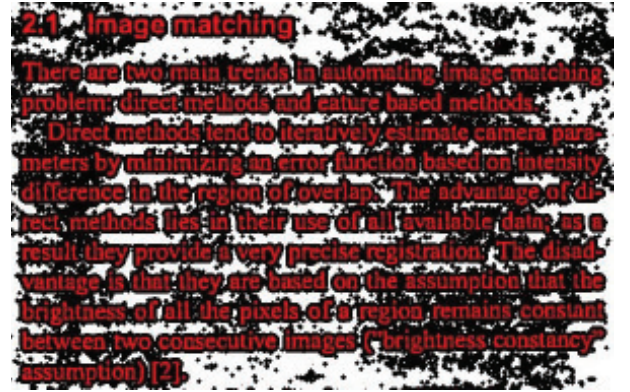 2.1 Image matching
There are two main trends in automating image matching
problem: direct methods and eature based methods.
Direct methods tend to iteratively estimate camera para-
meters by minimizing an error function based on intensity
difference in the region of overlap. The advantage of di-
rect methods lies in their use of all available data, as a
result they provide a very precise registration. The disad-
vantage is that they are based on the assumption that the
brightness of all the pixels of a region remains constant
between two consecutive images ("brightness constancy"
assumption) [2].